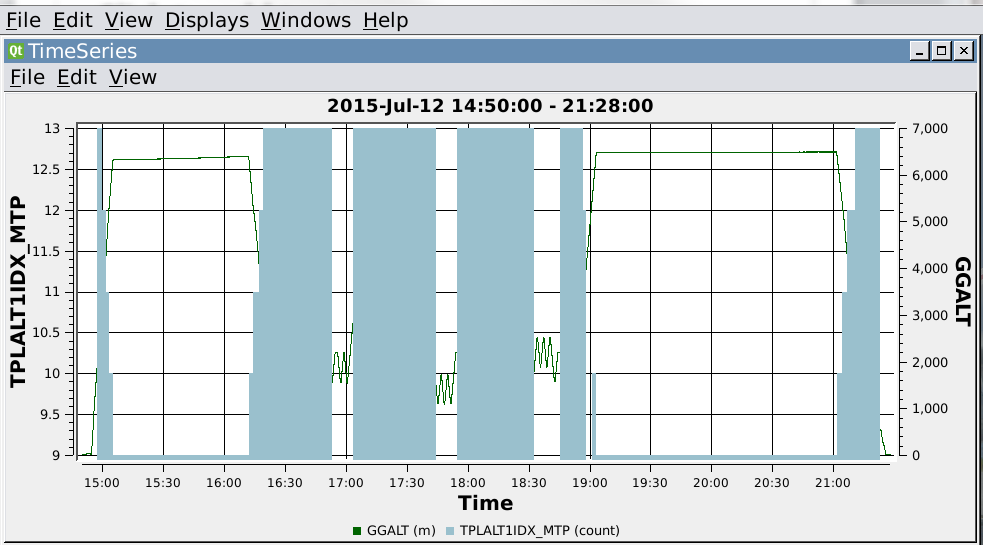 File Edit View Displays Windows Help
Qt TimeSeries
File Edit View
2015-Jul-12 14:50:00 - 21:28:00
TPLALT1IDX_MTP
13
12.5
12
11.5
11
10.5
10
9.5
9
7,000
6,000
5,000
4,000
3,000
2,000
1,000
0
GGALT
15:00 15:30 16:00 16:30 17:00 17:30 18:00 18:30 19:00 19:30 20:00 20:30 21:00
Time
GGALT (m) TPLALT1IDX_MTP (count)